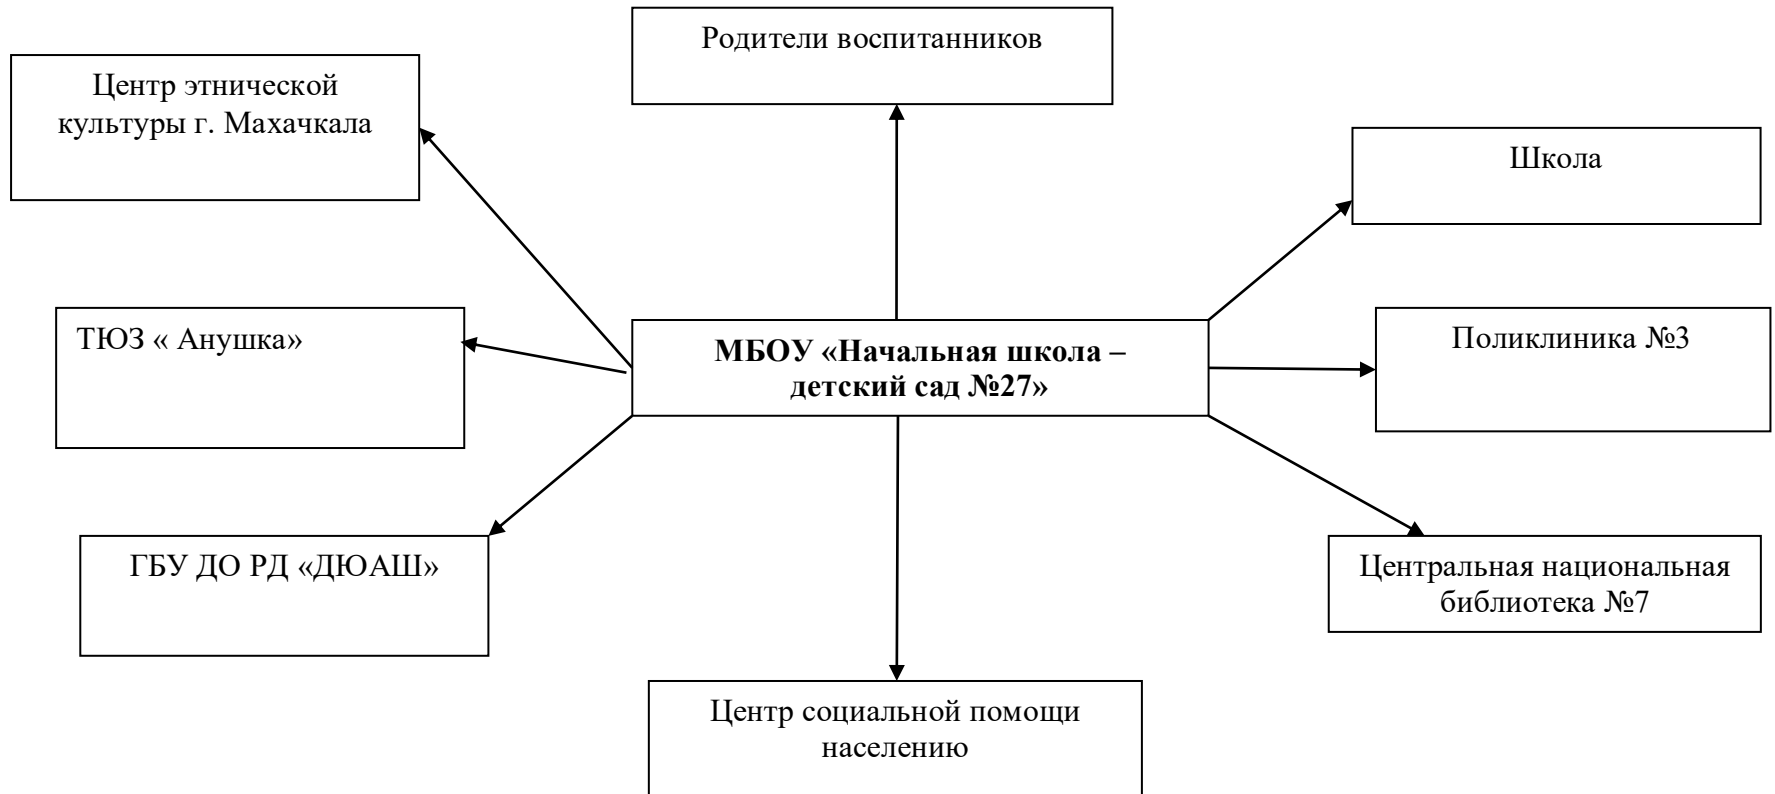 Родители воспитанников
Центр этнической
культуры г. Махачкала
Школа
ТЮЗ « Анушка»
МБОУ «Начальная школа –
детский сад №27»
Поликлиника №3
ГБУ ДО РД «ДЮАШ»
Центральная национальная
библиотека №7
Центр социальной помощи
населению